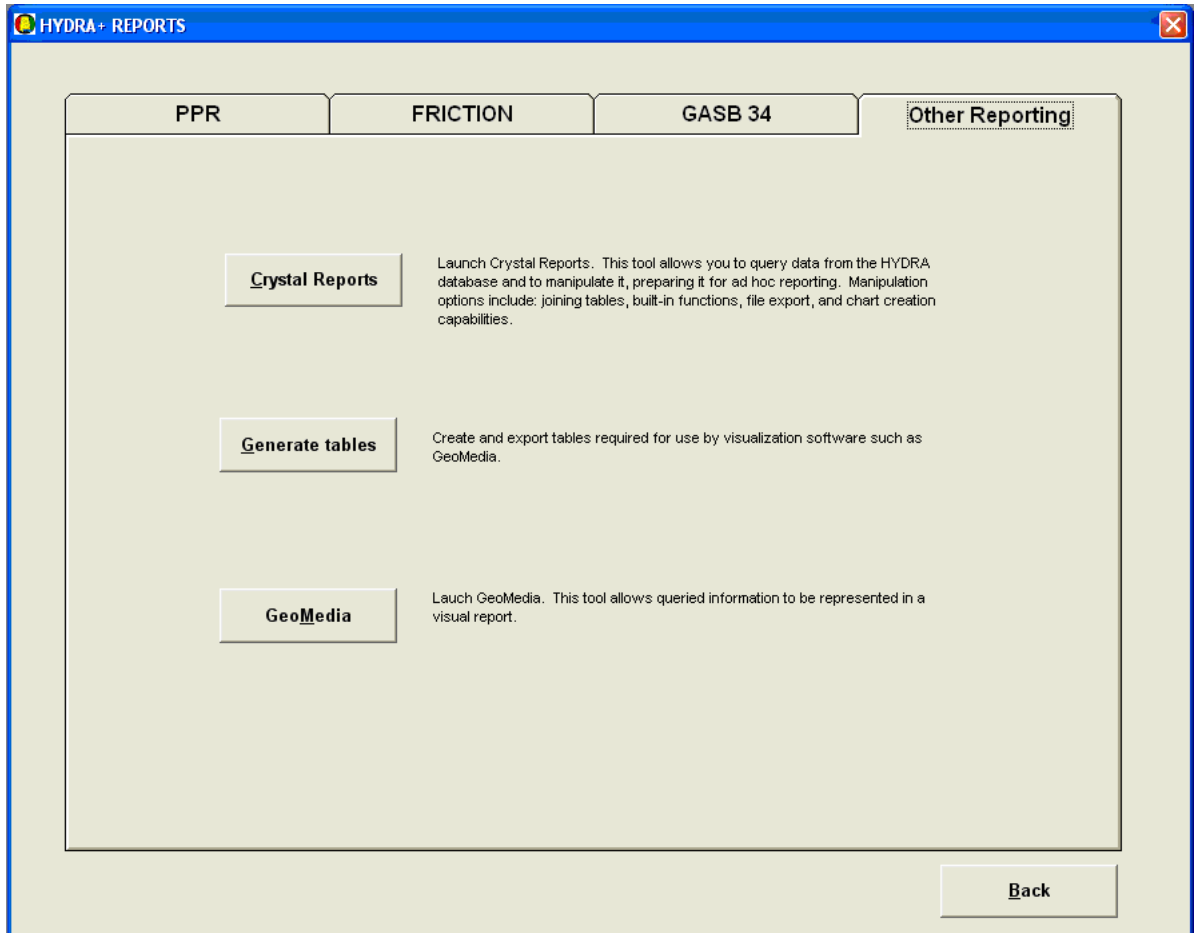 HYDRA+ REPORTS
PPR
FRICTION
GASB 34
Other Reporting
Crystal Reports
Launch Crystal Reports.  This tool allows you to query data from the HYDRA
database and to manipulate it, preparing it for ad hoc reporting.  Manipulation
options include: joining tables, built-in functions, file export, and chart creation
capabilities.
Generate tables
Create and export tables required for use by visualization software such as
GeoMedia.
GeoMedia
Lauch GeoMedia.  This tool allows queried information to be represented in a
visual report.
Back